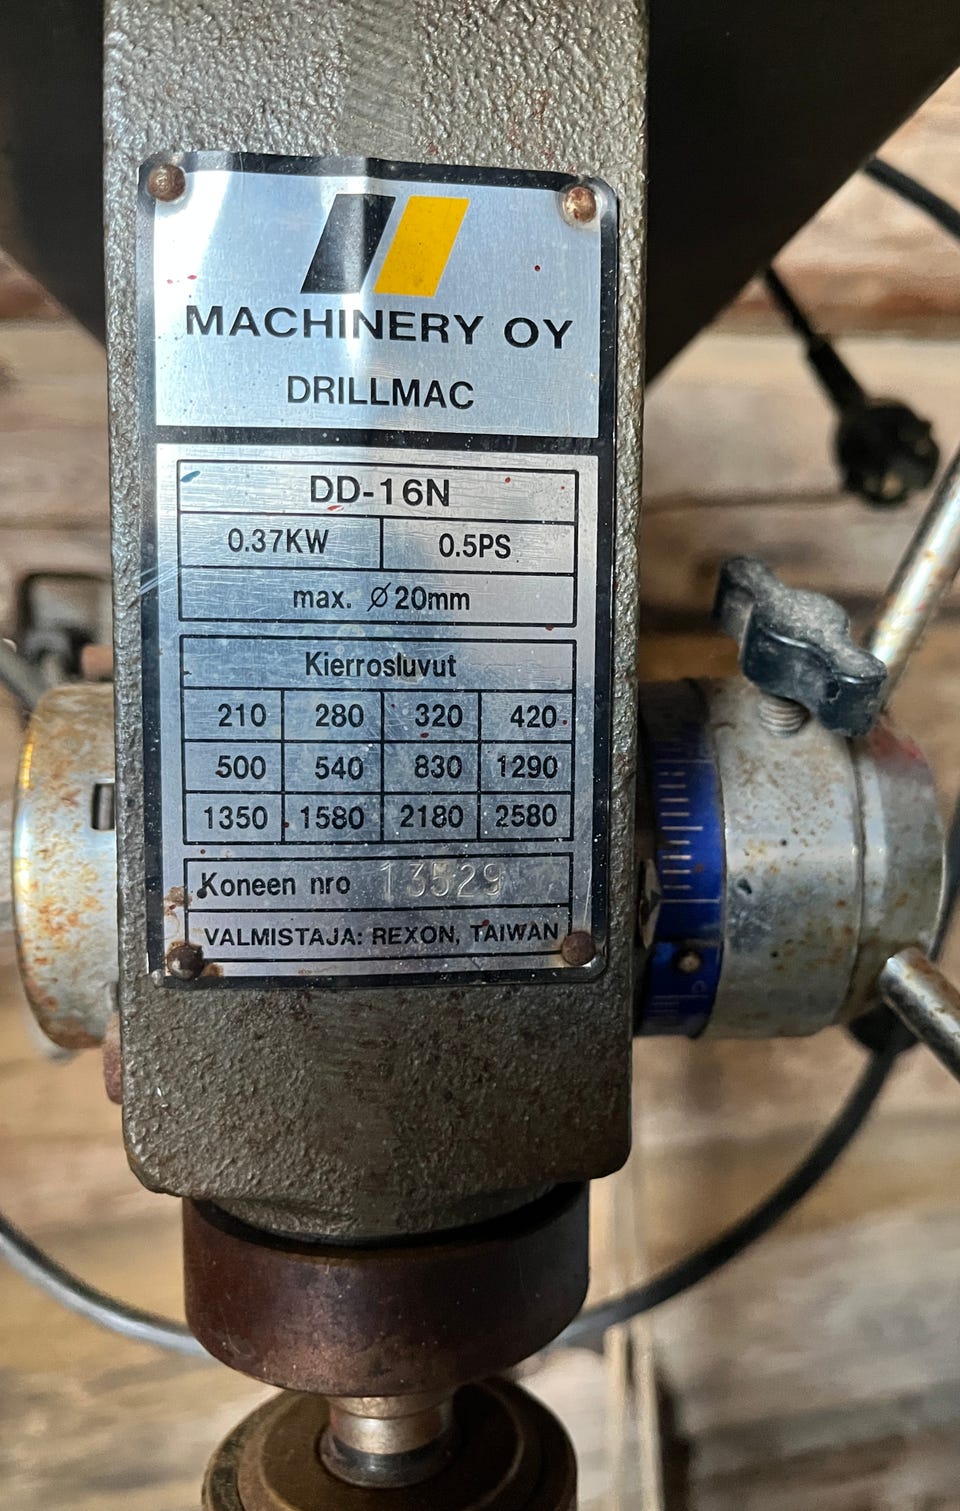 MACHINERY OY
DRILLMAC
DD-16N
0.37KW 0.5PS
max. Ø20mm
Kierrosluvut
210 280 320 420
500 540 830 1290
1350 1580 2180 2580
Koneen nro 13529
VALMISTAJA: REXON, TAIWAN